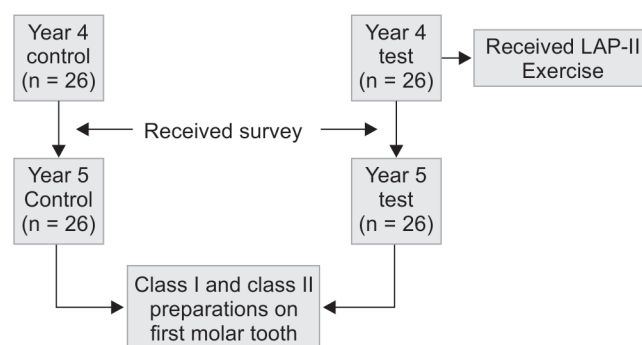 Year 4
control
(n = 26)
Year 4
test
(n = 26)
Received LAP-II
Exercise
Received survey
Year 5
Control
(n = 26)
Year 5
test
(n = 26)
Class I and class II
preparations on
first molar tooth